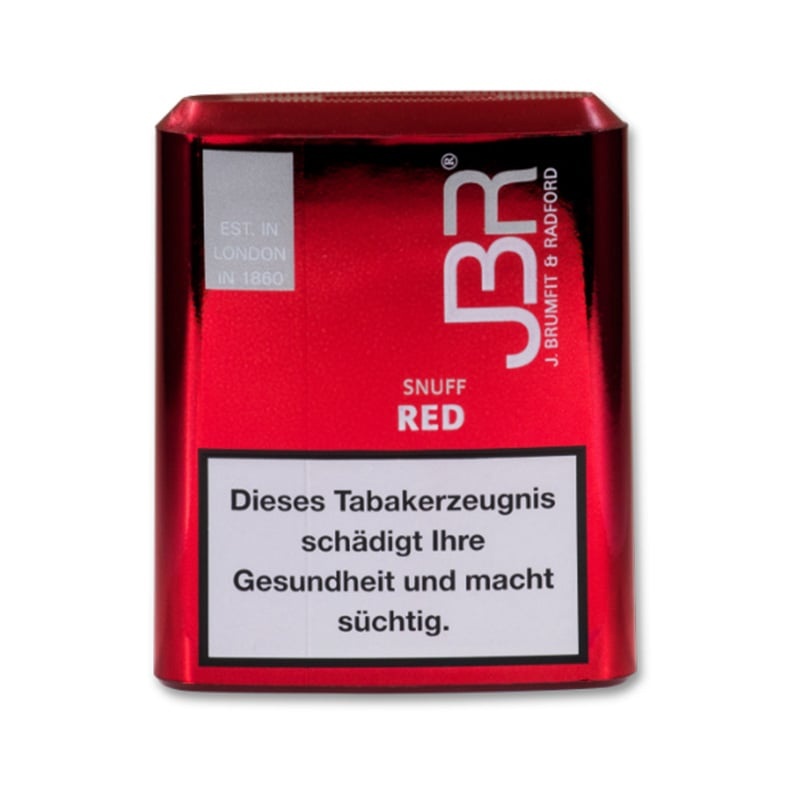 EST. IN
LONDON
IN 1860
JBR®
J. BRUMFIT & RADFORD
SNUFF
RED
Dieses Tabakerzeugnis
schädigt Ihre
Gesundheit und macht
süchtig.